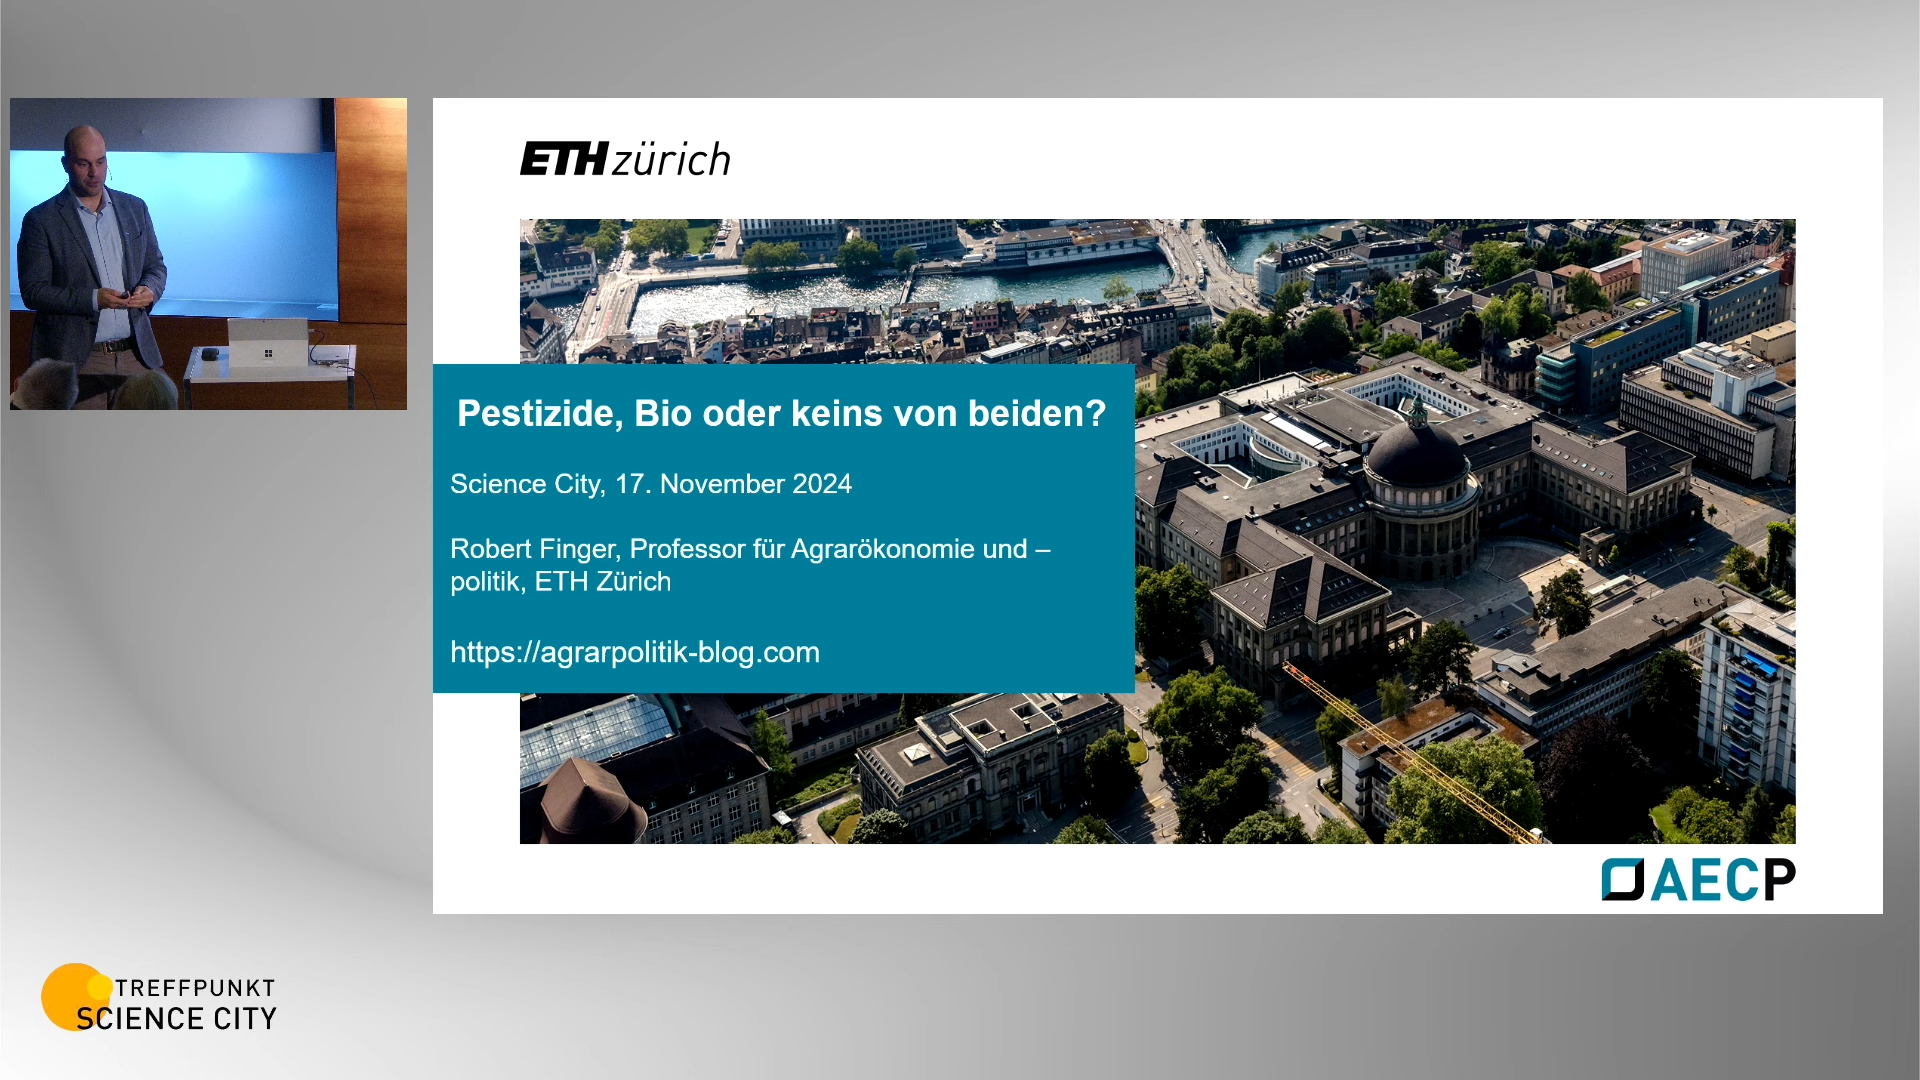 ETH zürich
Pestizide, Bio oder keins von beiden?
Science City, 17. November 2024
Robert Finger, Professor für Agrarökonomie und –
politik, ETH Zürich
https://agrarpolitik-blog.com
AECP
TREFFPUNKT
SCIENCE CITY